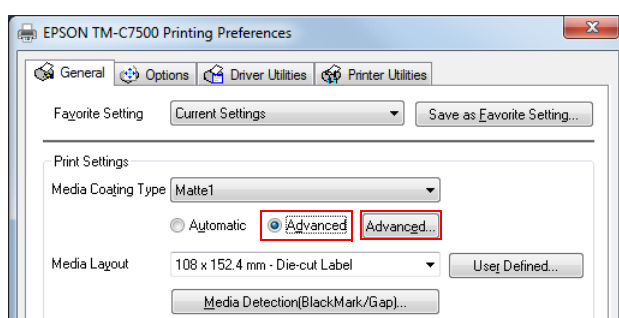 EPSON TM-C7500 Printing Preferences
General Options Driver Utilities Printer Utilities
Favorite Setting Current Settings Save as Favorite Setting...
Print Settings
Media Coating Type Matte1
Automatic Advanced Advanced...
Media Layout 108 x 152.4 mm - Die-cut Label User Defined...
Media Detection(BlackMark/Gap)...